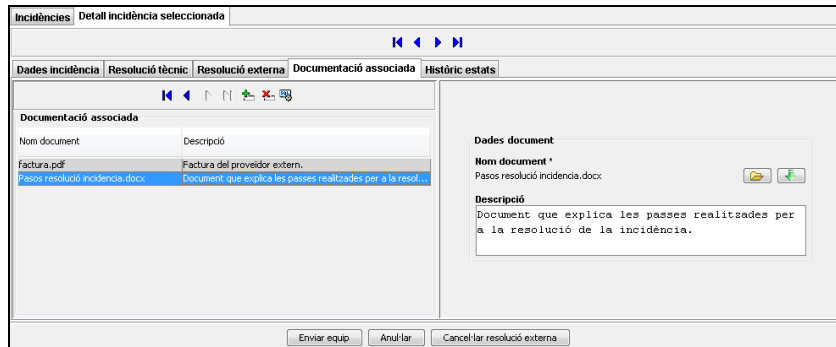 Incidències Detall incidència seleccionada
Dades incidència Resolució tècnic Resolució externa Documentació associada Històric estats
Documentació associada
Nom document Descripció
factura.pdf Factura del proveïdor extern.
Pasos resolució incidencia.docx Document que explica les passes realitzades per a la resol...
Dades document
Nom document *
Pasos resolució incidencia.docx
Descripció
Document que explica les passes realitzades per
a la resolució de la incidència.
Enviar equip Anul·lar Cancel·lar resolució externa